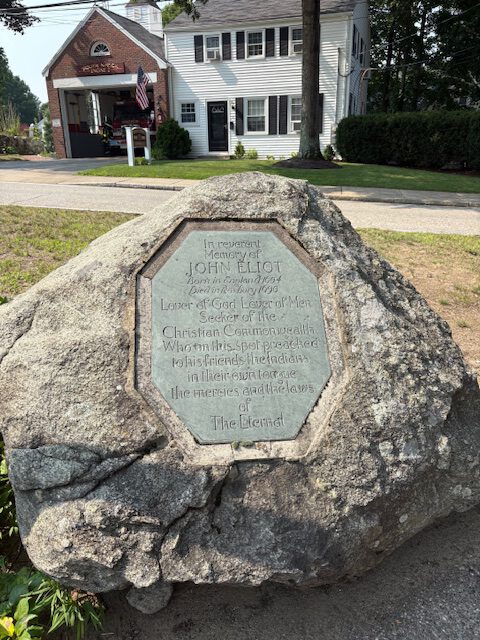 In reverent
Memory of
JOHN ELIOT
Born in England 1604
Died in Roxbury 1690
Lover of God Lover of Men
Seeker of the
Christian Commonwealth
Who on this spot preached
to his friends the Indians
in their own tongue
the mercies and the laws
of
The Eternal